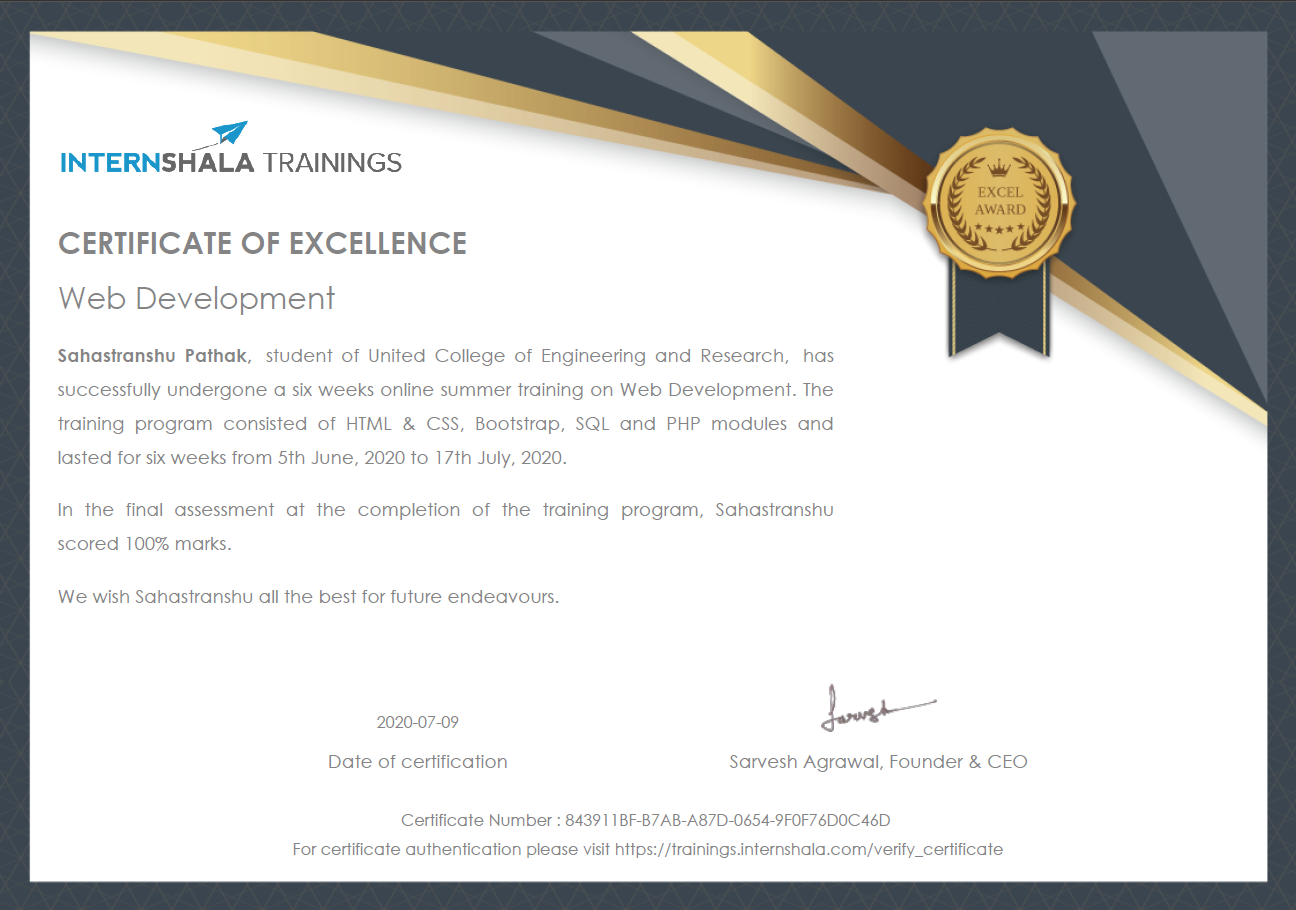 INTERNSHALA TRAININGS
EXCEL
AWARD
CERTIFICATE OF EXCELLENCE
Web Development
Sahastranshu Pathak, student of United College of Engineering and Research, has
successfully undergone a six weeks online summer training on Web Development. The
training program consisted of HTML & CSS, Bootstrap, SQL and PHP modules and
lasted for six weeks from 5th June, 2020 to 17th July, 2020.
In the final assessment at the completion of the training program, Sahastranshu
scored 100% marks.
We wish Sahastranshu all the best for future endeavours.
2020-07-09
Sarvesh
Date of certification
Sarvesh Agrawal, Founder & CEO
Certificate Number : 843911BF-B7AB-A87D-0654-9F0F76D0C46D
For certificate authentication please visit https://trainings.internshala.com/verify_certificate